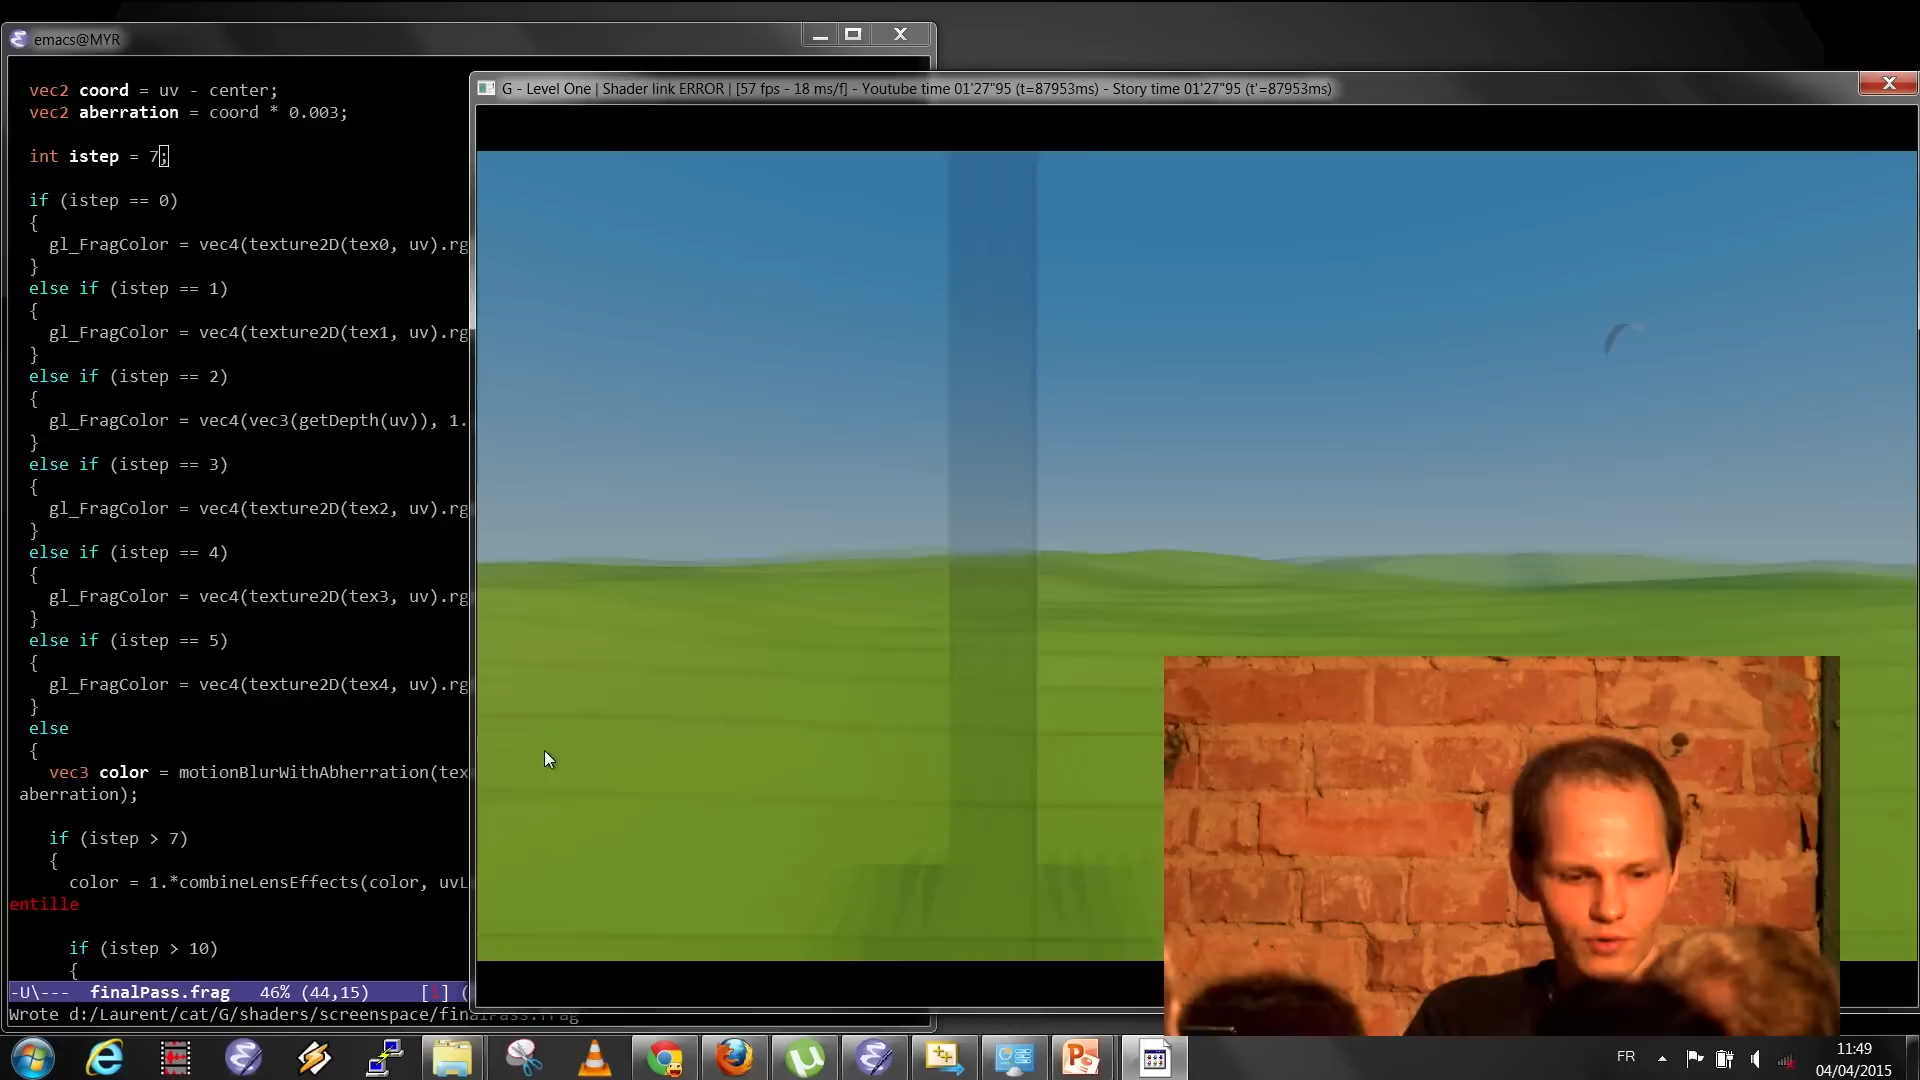 emacs@MYR
vec2 coord = uv - center;
vec2 aberration = coord * 0.003;
int istep = 7;
if (istep == 0)
{
gl_FragColor = vec4(texture2D(tex0, uv).rg
}
else if (istep == 1)
{
gl_FragColor = vec4(texture2D(tex1, uv).rg
}
else if (istep == 2)
{
gl_FragColor = vec4(vec3(getDepth(uv)), 1.
}
else if (istep == 3)
{
gl_FragColor = vec4(texture2D(tex2, uv).rg
}
else if (istep == 4)
{
gl_FragColor = vec4(texture2D(tex3, uv).rg
}
else if (istep == 5)
{
gl_FragColor = vec4(texture2D(tex4, uv).rg
}
else
{
vec3 color = motionBlurWithAbherration(tex
aberration);
if (istep > 7)
{
color = 1.*combineLensEffects(color, uvL
entille
if (istep > 10)
{
-U\--- finalPass.frag 46% (44,15) [ ] (
Wrote d:/Laurent/cat/G/shaders/screenspace/finalPass.frag
G - Level One | Shader link ERROR | [57 fps - 18 ms/f] - Youtube time 01'27"95 (t=87953ms) - Story time 01'27"95 (t'=87953ms)
FR
11:49
04/04/2015